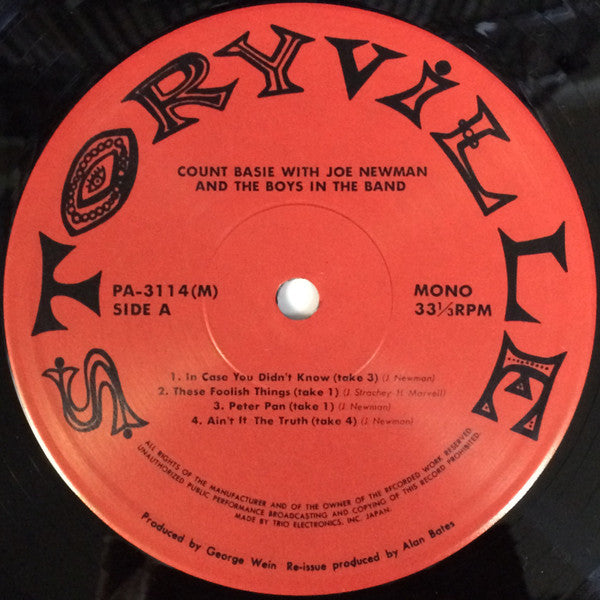 STORYViLLE
COUNT BASIE WITH JOE NEWMAN
AND THE BOYS IN THE BAND
PA-3114(M)
SIDE A
MONO
33⅓RPM
1. In Case You Didn't Know (take 3) (J. Newman)
2. These Foolish Things (take 1) (J. Strachey H. Marvell)
3. Peter Pan (take 1) (J. Newman)
4. Ain't It The Truth (take 4) (J. Newman)
ALL RIGHTS OF THE MANUFACTURER AND OF THE OWNER OF THE RECORDED WORK RESERVED.
UNAUTHORIZED PUBLIC PERFORMANCE BROADCASTING AND COPYING OF THIS RECORD PROHIBITED.
MADE BY TRIO ELECTRONICS, INC. JAPAN.
Produced by George Wein Re-issue produced by Alan Bates